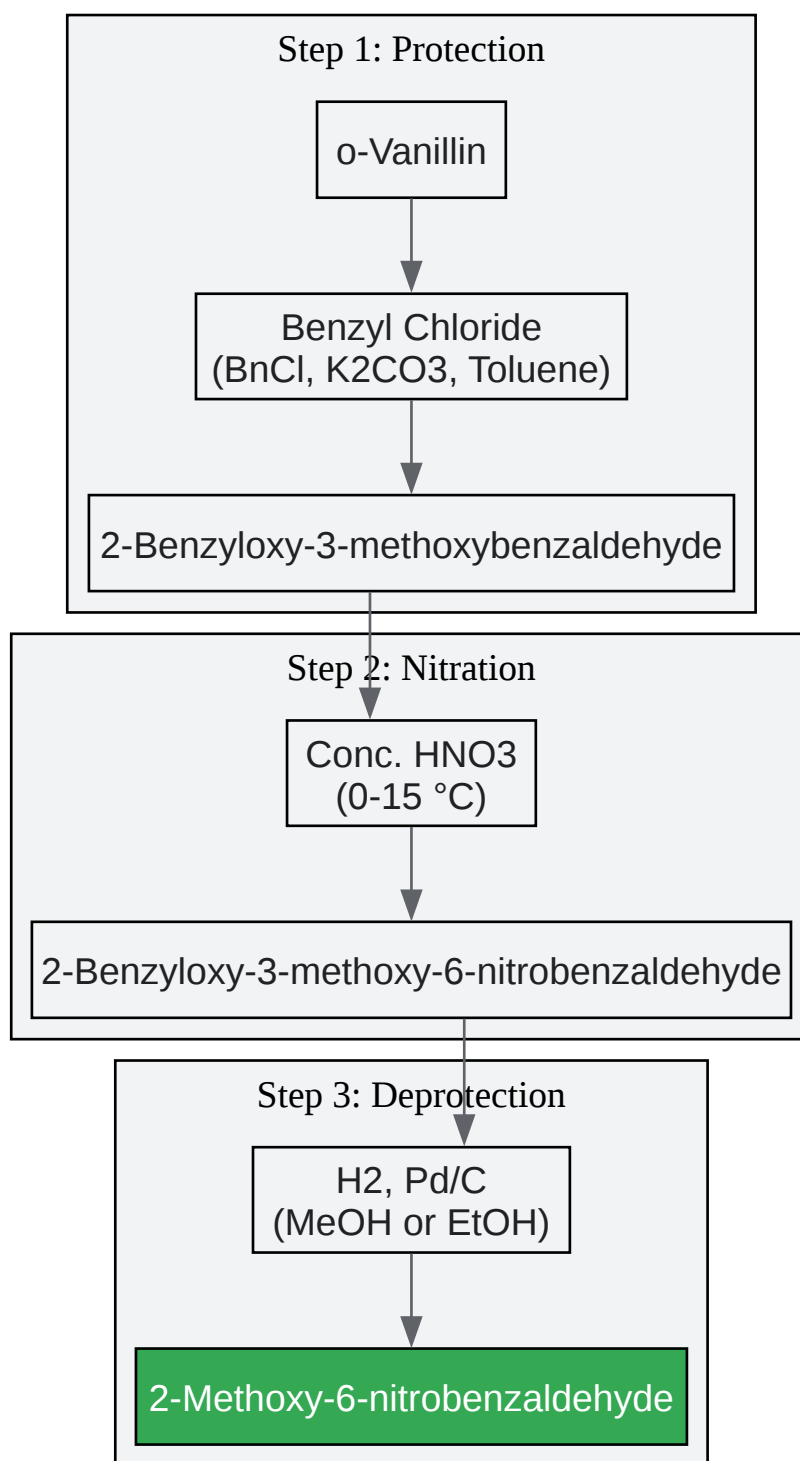 Step 1: Protection
o-Vanillin
Benzyl Chloride
(BnCl, K2CO3, Toluene)
2-Benzyloxy-3-methoxybenzaldehyde
Step 2: Nitration
Conc. HNO3
(0-15 °C)
2-Benzyloxy-3-methoxy-6-nitrobenzaldehyde
Step 3: Deprotection
H2, Pd/C
(MeOH or EtOH)
2-Methoxy-6-nitrobenzaldehyde